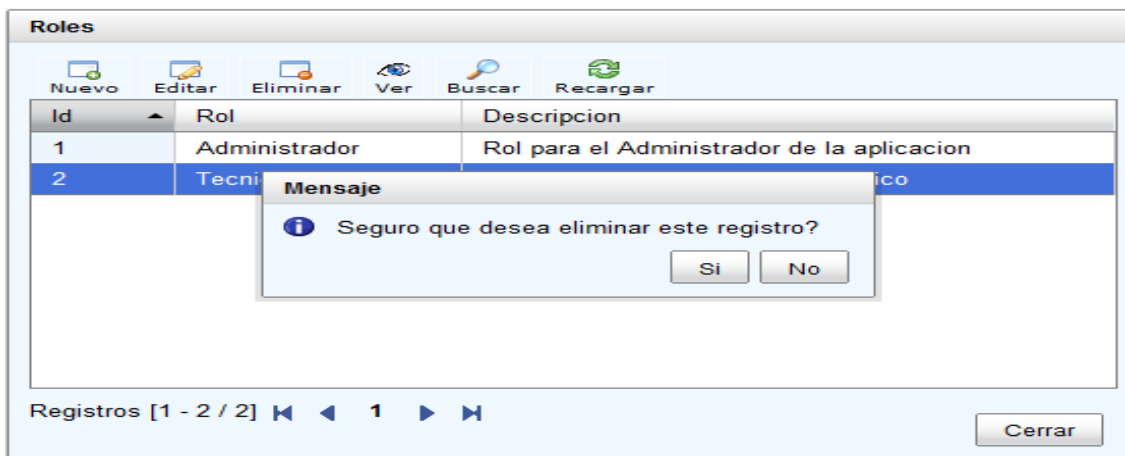 Roles
Nuevo Editar Eliminar Ver Buscar Recargar
Id Rol Descripcion
1 Administrador Rol para el Administrador de la aplicacion
2
Mensaje
Seguro que desea eliminar este registro?
Si No
Registros [1 - 2 / 2] 1
Cerrar